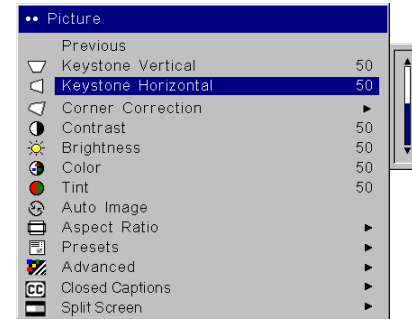 •• Picture
Previous
Keystone Vertical 50
Keystone Horizontal 50
Corner Correction
Contrast 50
Brightness 50
Color 50
Tint 50
Auto Image
Aspect Ratio
Presets
Advanced
CC Closed Captions
Split Screen